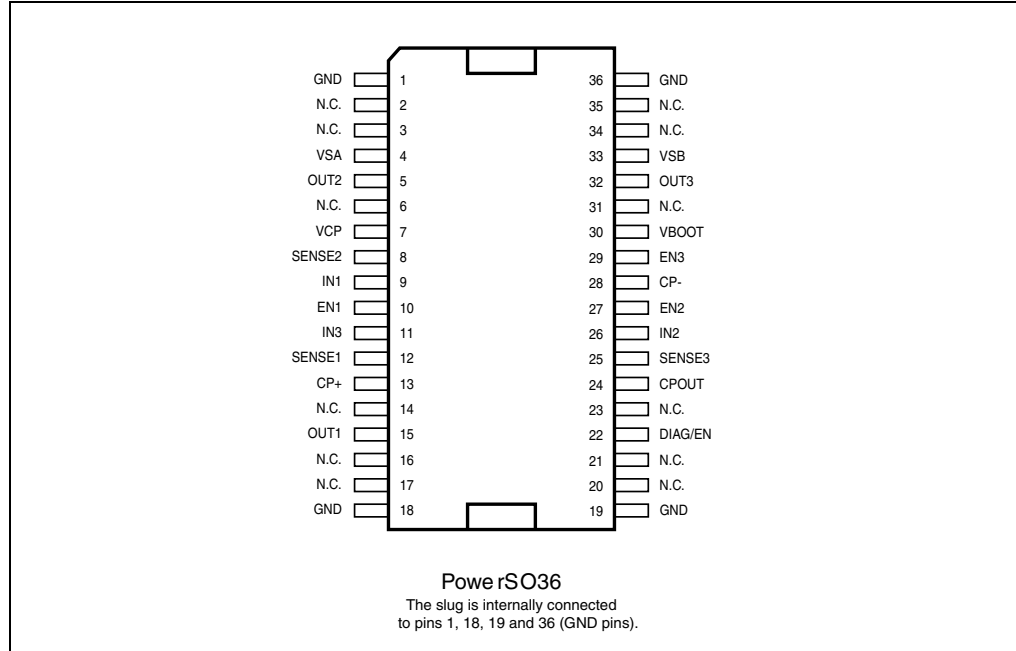 GND 1 36 GND
N.C. 2 35 N.C.
N.C. 3 34 N.C.
VSA 4 33 VSB
OUT2 5 32 OUT3
N.C. 6 31 N.C.
VCP 7 30 VBOOT
SENSE2 8 29 EN3
IN1 9 28 CP-
EN1 10 27 EN2
IN3 11 26 IN2
SENSE1 12 25 SENSE3
CP+ 13 24 CPOUT
N.C. 14 23 N.C.
OUT1 15 22 DIAG/EN
N.C. 16 21 N.C.
N.C. 17 20 N.C.
GND 18 19 GND
Powe rSO36
The slug is internally connected
to pins 1, 18, 19 and 36 (GND pins).